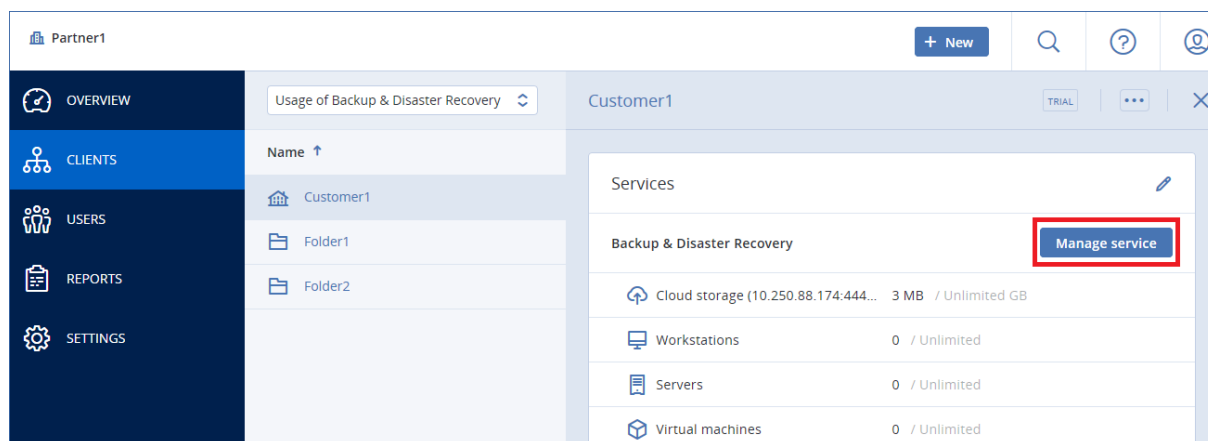 Partner1
+ New
OVERVIEW
CLIENTS
USERS
REPORTS
SETTINGS
Usage of Backup & Disaster Recovery
Name ↑
Customer1
Folder1
Folder2
Customer1
TRIAL
Services
Backup & Disaster Recovery
Manage service
Cloud storage (10.250.88.174:444... 3 MB / Unlimited GB
Workstations 0 / Unlimited
Servers 0 / Unlimited
Virtual machines 0 / Unlimited